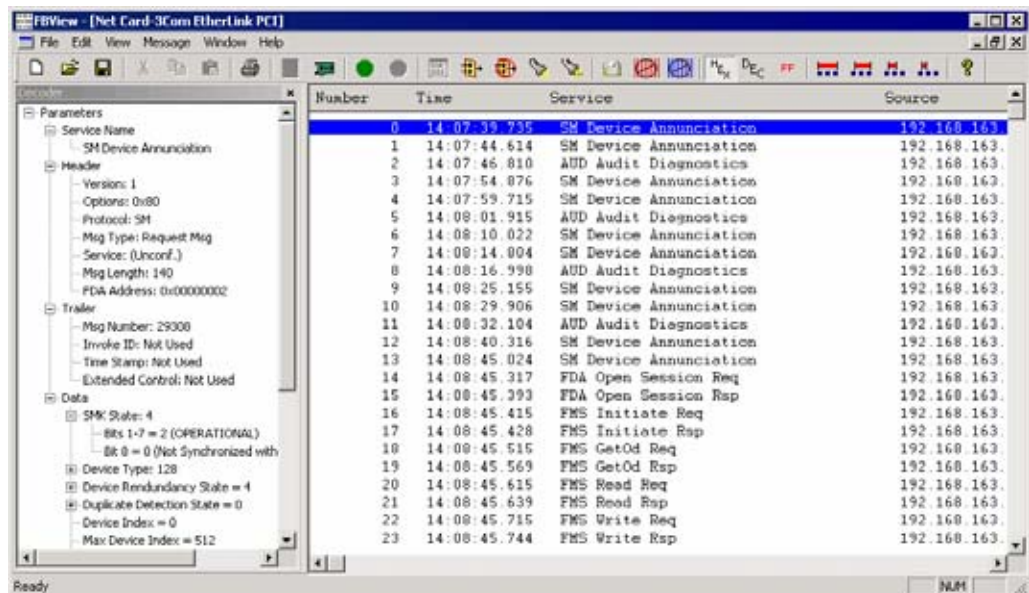 FBView - [Net Card-3Com EtherLink PCI]
File Edit View Message Window Help
HEX DEC FF
Decoder
Parameters
Service Name
SM Device Annunciation
Header
Version: 1
Options: 0x80
Protocol: SM
Msg Type: Request Msg
Service: (Unconf.)
Msg Length: 140
FDA Address: 0x00000002
Trailer
Msg Number: 29308
Invoke ID: Not Used
Time Stamp: Not Used
Extended Control: Not Used
Data
SMK State: 4
Bits 1-7 = 2 (OPERATIONAL)
Bit 0 = 0 (Not Synchronized with
Device Type: 128
Device Rendundancy State = 4
Duplicate Detection State = 0
Device Index = 0
Max Device Index = 512
Number Time Service Source
0 14:07:39.735 SM Device Annunciation 192.168.163.
1 14:07:44.614 SM Device Annunciation 192.168.163.
2 14:07:46.810 AUD Audit Diagnostics 192.168.163.
3 14:07:54.876 SM Device Annunciation 192.168.163.
4 14:07:59.715 SM Device Annunciation 192.168.163.
5 14:08:01.915 AUD Audit Diagnostics 192.168.163.
6 14:08:10.022 SM Device Annunciation 192.168.163.
7 14:08:14.804 SM Device Annunciation 192.168.163.
8 14:08:16.998 AUD Audit Diagnostics 192.168.163.
9 14:08:25.155 SM Device Annunciation 192.168.163.
10 14:08:29.906 SM Device Annunciation 192.168.163.
11 14:08:32.104 AUD Audit Diagnostics 192.168.163.
12 14:08:40.316 SM Device Annunciation 192.168.163.
13 14:08:45.024 SM Device Annunciation 192.168.163.
14 14:08:45.317 FDA Open Session Req 192.168.163.
15 14:08:45.393 FDA Open Session Rsp 192.168.163.
16 14:08:45.415 FMS Initiate Req 192.168.163.
17 14:08:45.428 FMS Initiate Rsp 192.168.163.
18 14:08:45.515 FMS GetOd Req 192.168.163.
19 14:08:45.569 FMS GetOd Rsp 192.168.163.
20 14:08:45.615 FMS Read Req 192.168.163.
21 14:08:45.639 FMS Read Rsp 192.168.163.
22 14:08:45.715 FMS Write Req 192.168.163.
23 14:08:45.744 FMS Write Rsp 192.168.163.
Ready NUM